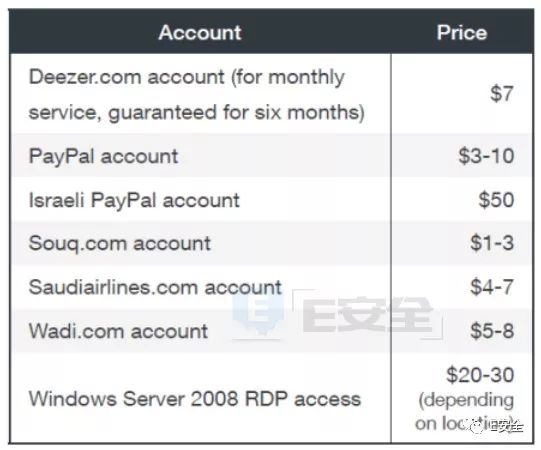 Account Price
Deezer.com account (for monthly
service, guaranteed for six months) $7
PayPal account $3-10
Israeli PayPal account $50
Souq.com account $1-3
Saudiairlines.com account $4-7
E安全
Wadi.com account $5-8
Windows Server 2008 RDP access $20-30
(depending
on location)
E安全